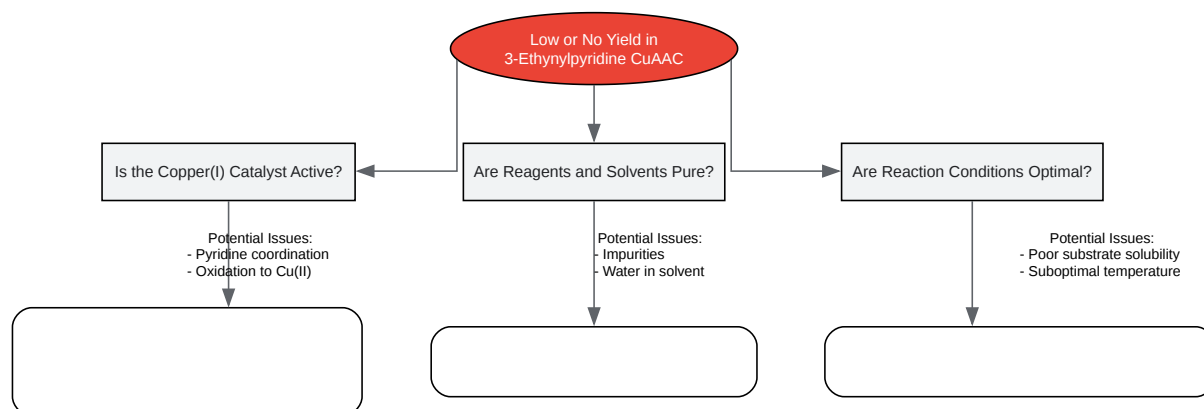 Low or No Yield in
3-Ethynylpyridine CuAAC
Is the Copper(I) Catalyst Active?
Are Reagents and Solvents Pure?
Are Reaction Conditions Optimal?
Potential Issues:
- Pyridine coordination
- Oxidation to Cu(II)
Potential Issues:
- Impurities
- Water in solvent
Potential Issues:
- Poor substrate solubility
- Suboptimal temperature